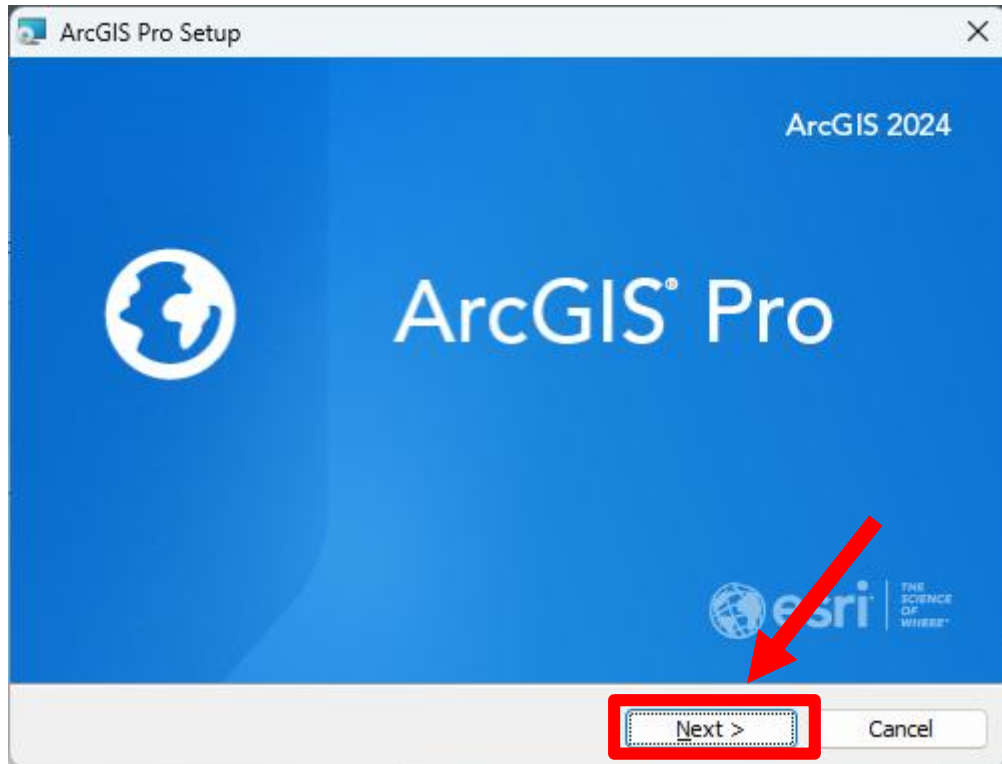 ArcGIS Pro Setup
ArcGIS 2024
ArcGIS® Pro
esri
THE
SCIENCE
OF
WHERE®
Next >
Cancel